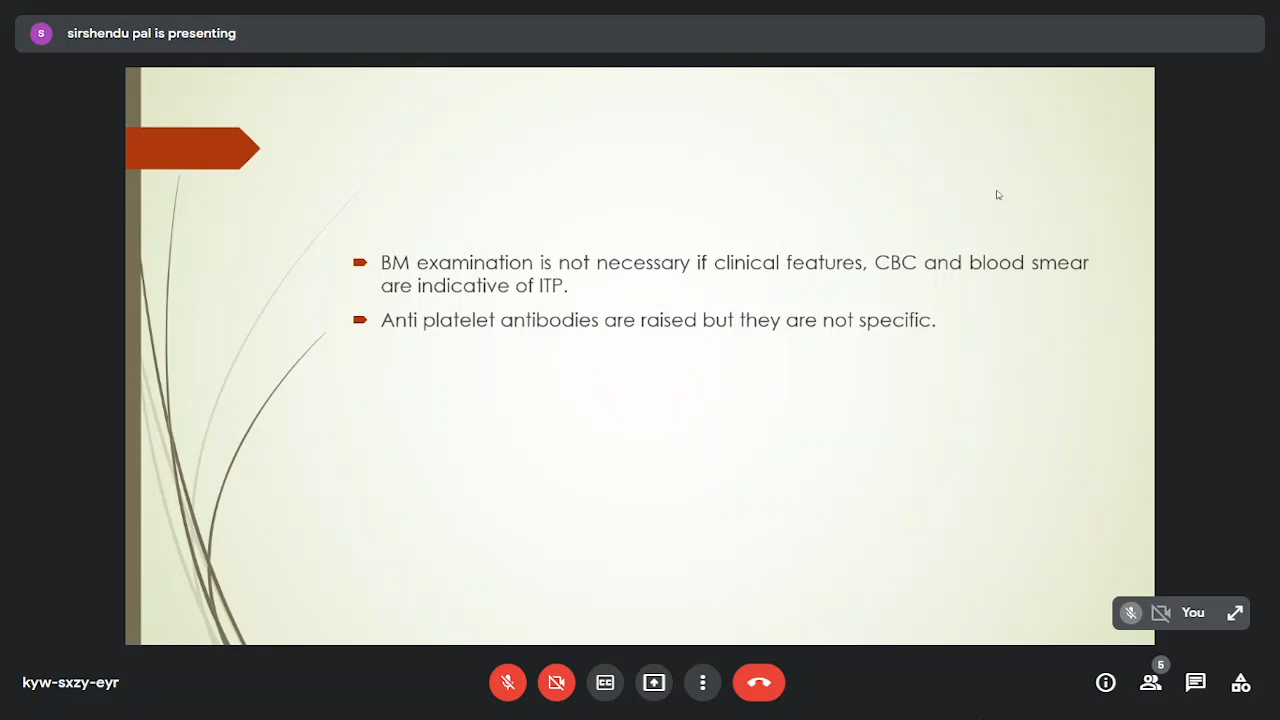 S
sirshendu pal is presenting
BM examination is not necessary if clinical features, CBC and blood smear
are indicative of ITP.
Anti platelet antibodies are raised but they are not specific.
You
kyw-sxzy-eyr
CC
5